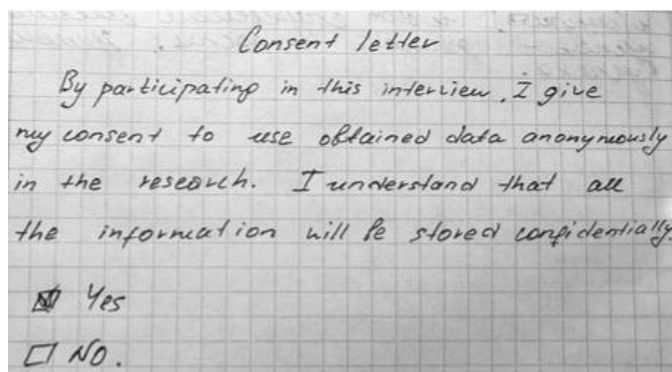 Consent letter
By participating in this interview, I give
my consent to use obtained data anonymously
in the research. I understand that all
the information will be stored confidentially.
Yes
NO.